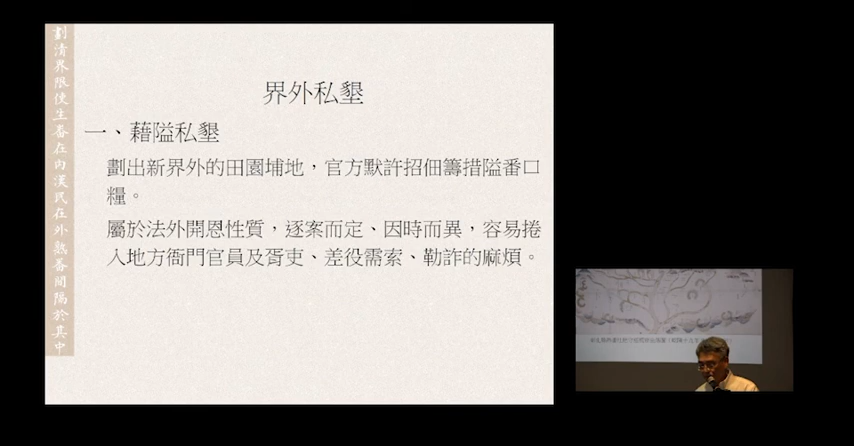 劃清界限使生番在內漢民在外熟番間隔於其中
界外私墾
一、藉隘私墾
劃出新界外的田園埔地，官方默許招佃籌措隘番口
糧。
屬於法外開恩性質，逐案而定、因時而異，容易捲
入地方衙門官員及胥吏、差役需索、勒詐的麻煩。